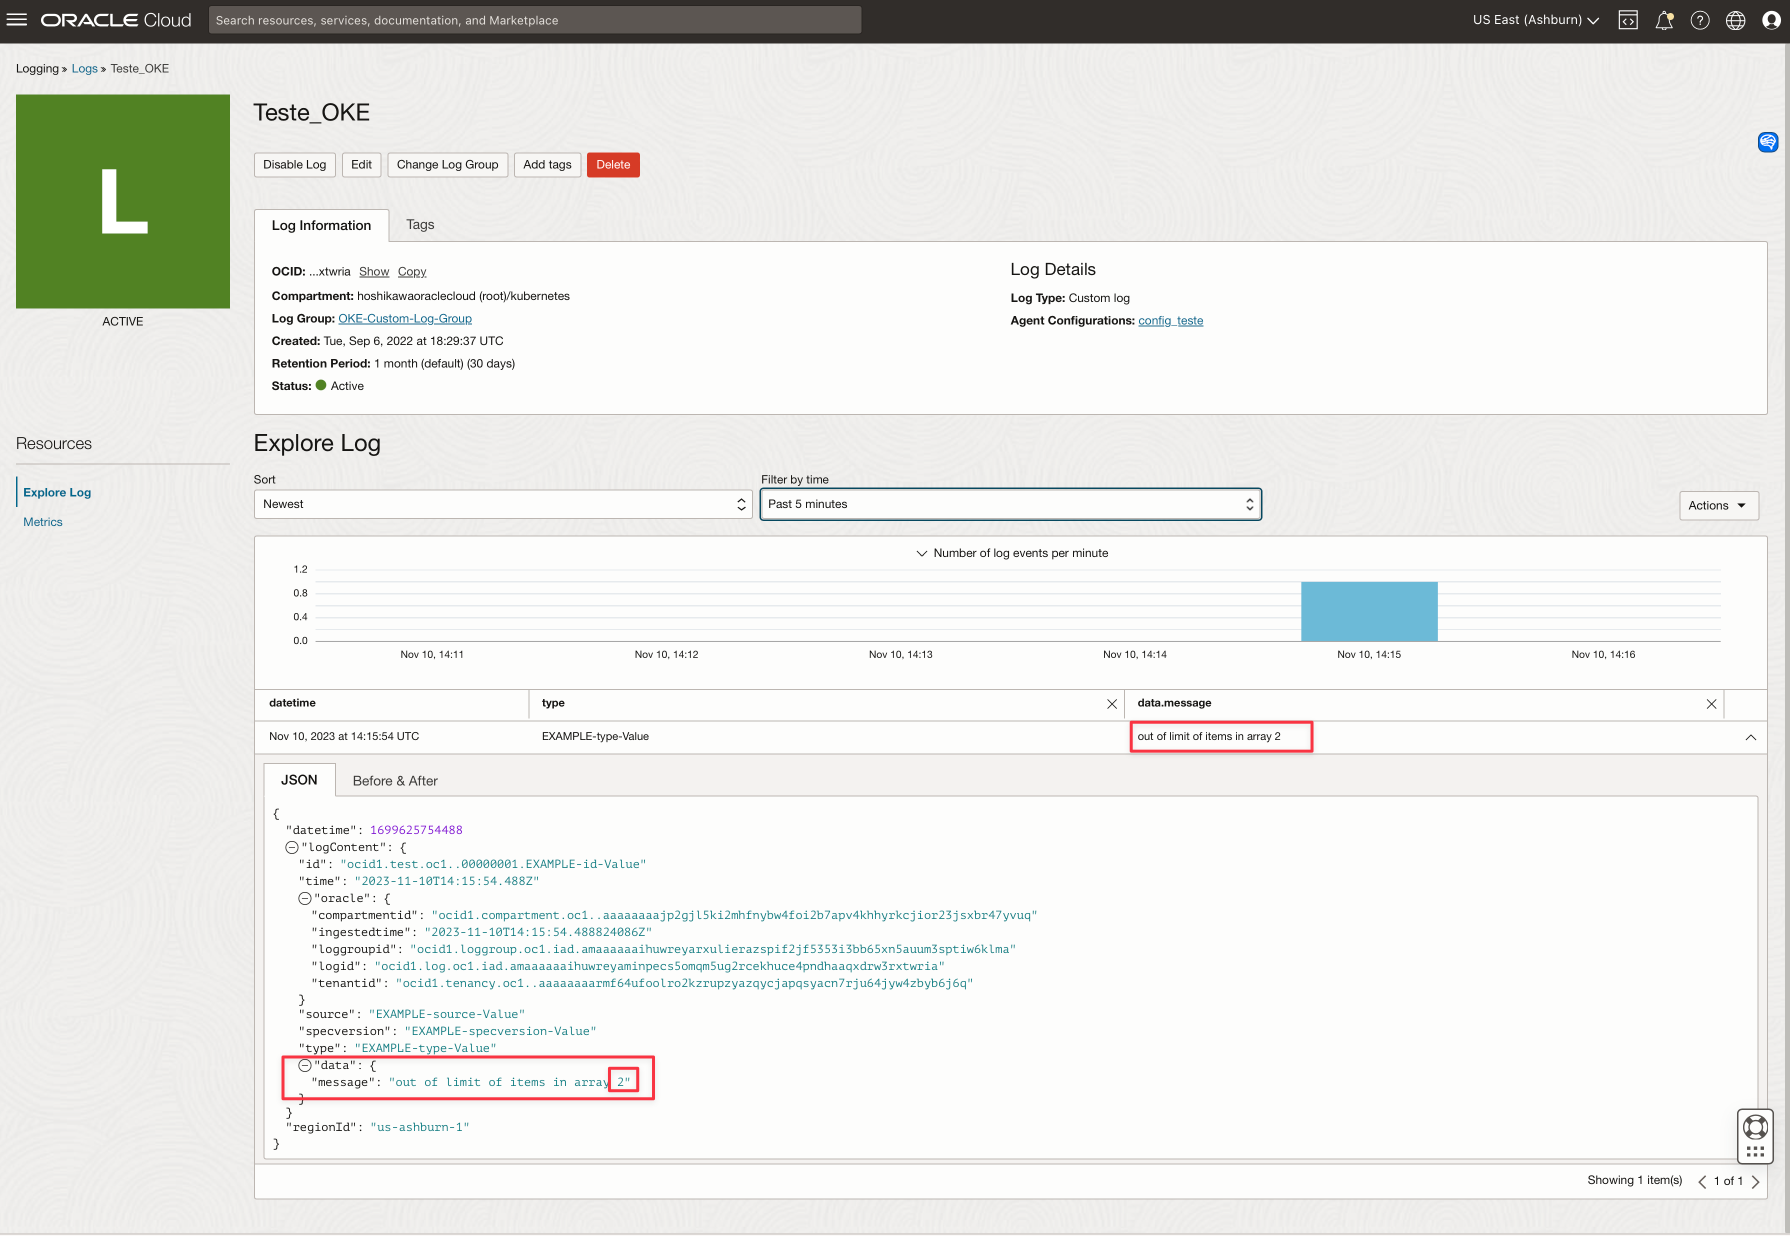 ORACLE Cloud
Search resources, services, documentation, and Marketplace
US East (Ashburn)
Logging » Logs » Teste_OKE
L
ACTIVE
Teste_OKE
Disable Log Edit Change Log Group Add tags Delete
Log Information Tags
OCID: ...xtwria Show Copy
Compartment: hoshikawaoraclecloud (root)/kubernetes
Log Group: OKE-Custom-Log-Group
Created: Tue, Sep 6, 2022 at 18:29:37 UTC
Retention Period: 1 month (default) (30 days)
Status: Active
Log Details
Log Type: Custom log
Agent Configurations: config_teste
Resources
Explore Log
Metrics
Explore Log
Sort
Newest
Filter by time
Past 5 minutes
Actions
Number of log events per minute
1.2
0.8
0.4
0.0
Nov 10, 14:11 Nov 10, 14:12 Nov 10, 14:13 Nov 10, 14:14 Nov 10, 14:15 Nov 10, 14:16
datetime type data.message
Nov 10, 2023 at 14:15:54 UTC EXAMPLE-type-Value out of limit of items in array 2
JSON Before & After
{
"datetime": 1699625754488
"logContent": {
"id": "ocid1.test.oc1..00000001.EXAMPLE-id-Value"
"time": "2023-11-10T14:15:54.488Z"
"oracle": {
"compartmentid": "ocid1.compartment.oc1..aaaaaaaajp2gjl5ki2mhfnybw4foi2b7apv4khhyrkcjior23jsxbr47yvuq"
"ingestedtime": "2023-11-10T14:15:54.488824086Z"
"loggroupid": "ocid1.loggroup.oc1.iad.amaaaaaaihuwreyarxulierazspif2jf5353i3bb65xn5auum3sptiw6klma"
"logid": "ocid1.log.oc1.iad.amaaaaaaihuwreyaminpecs5omqm5ug2rcekhuce4pndhaaqxdrw3rxtwria"
"tenantid": "ocid1.tenancy.oc1..aaaaaaaarmf64ufoolro2kzrupzyazqycjapqsyacn7rju64jyw4zbyb6j6q"
}
"source": "EXAMPLE-source-Value"
"specversion": "EXAMPLE-specversion-Value"
"type": "EXAMPLE-type-Value"
"data": {
"message": "out of limit of items in array 2"
}
}
"regionId": "us-ashburn-1"
}
Showing 1 item(s) 1 of 1